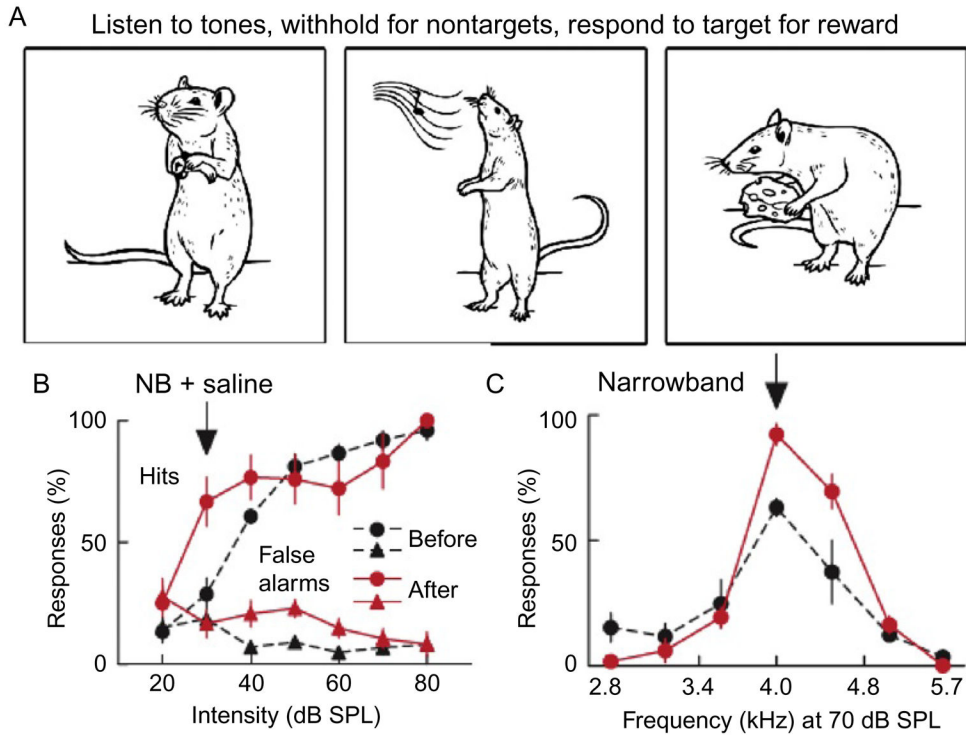 A
Listen to tones, withhold for nontargets, respond to target for reward
B
NB + saline
Hits
False
alarms
Before
After
Responses (%)
100
50
0
20
40
60
80
Intensity (dB SPL)
C
Narrowband
Responses (%)
100
50
0
2.8
3.4
4.0
4.8
5.7
Frequency (kHz) at 70 dB SPL